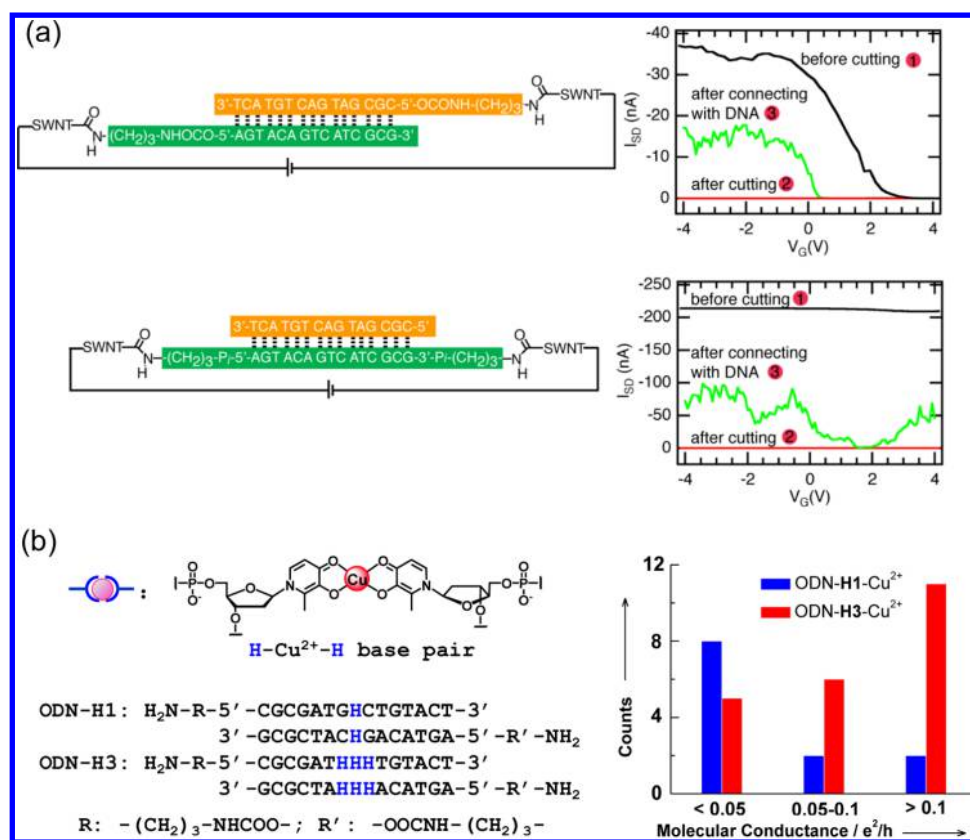 (a)
3'-TCA TGT CAG TAG CGC-5'-OCONH-(CH2)3
O
N
H
SWNT
SWNT
O
N
H
(CH2)3-NHOCO-5'-AGT ACA GTC ATC GCG-3'
-40
-30
-20
-10
0
ISD (nA)
before cutting 1
after connecting
with DNA 3
after cutting 2
-4 -2 0 2 4
VG(V)
3'-TCA TGT CAG TAG CGC-5'
SWNT
O
N
H
-(CH2)3-Pi-5'-AGT ACA GTC ATC GCG-3'-Pi-(CH2)3-
N
H
O
SWNT
-250
-200
-150
-100
-50
0
ISD (nA)
before cutting 1
after connecting
with DNA 3
after cutting 2
-4 -2 0 2 4
VG(V)
(b)
:
O
I-P-O
O-
O
O
N
O
O
Cu
O
O
N
O
O
O-P-I
O-
O
H-Cu2+-H base pair
ODN-H1: H2N-R-5'-CGCGATGHCTGTACT-3'
3'-GCGCTACHGACATGA-5'-R'-NH2
ODN-H3: H2N-R-5'-CGCGATHHHTGTACT-3'
3'-GCGCTAHHHACATGA-5'-R'-NH2
R: -(CH2)3-NHCOO-; R': -OOCNH-(CH2)3-
12
8
4
0
Counts
ODN-H1-Cu2+
ODN-H3-Cu2+
< 0.05 0.05-0.1 > 0.1
Molecular Conductance / e2/h